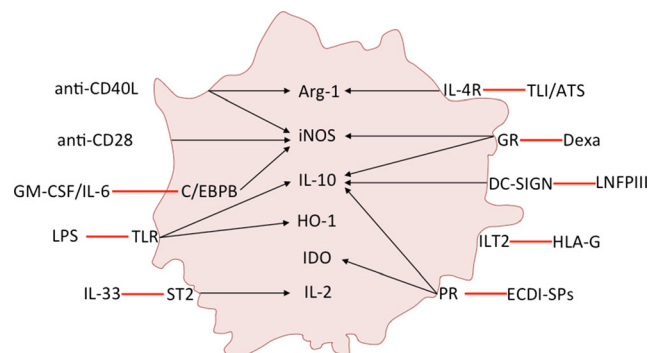 anti-CD40L Arg-1 IL-4R TLI/ATS
anti-CD28 iNOS GR Dexa
GM-CSF/IL-6 C/EBPB IL-10 DC-SIGN LNFPIII
LPS TLR HO-1 ILT2 HLA-G
IDO
IL-33 ST2 IL-2 PR ECDI-SPs